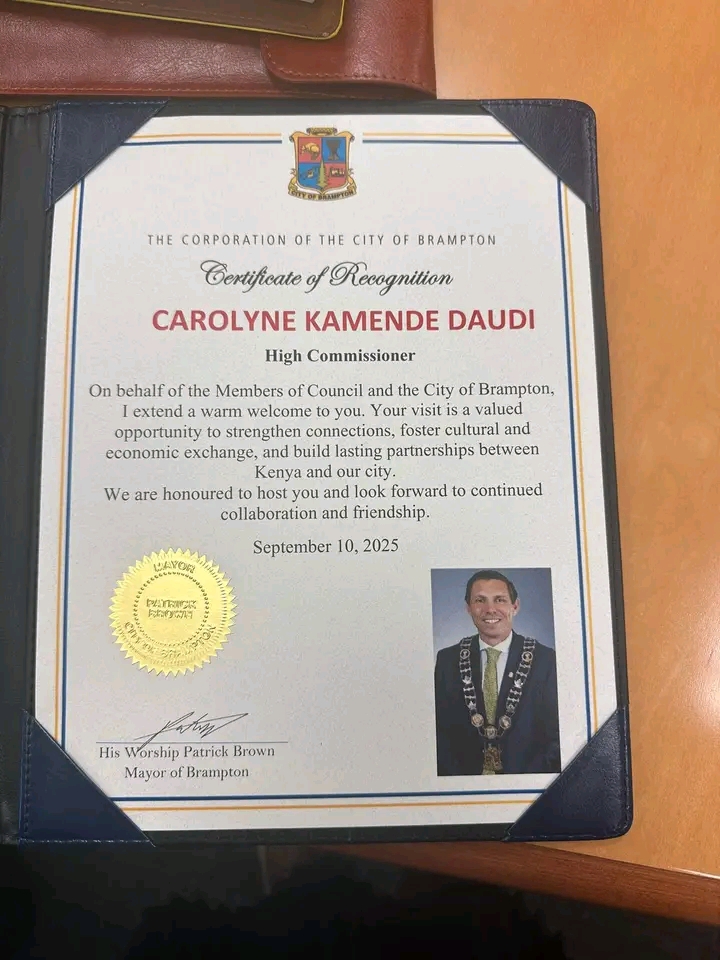 CITY OF BRAMPTON
THE CORPORATION OF THE CITY OF BRAMPTON
Certificate of Recognition
CAROLYNE KAMENDE DAUDI
High Commissioner
On behalf of the Members of Council and the City of Brampton,
I extend a warm welcome to you. Your visit is a valued
opportunity to strengthen connections, foster cultural and
economic exchange, and build lasting partnerships between
Kenya and our city.
We are honoured to host you and look forward to continued
collaboration and friendship.
September 10, 2025
MAYOR
PATRICK
BROWN
CITY OF BRAMPTON
His Worship Patrick Brown
Mayor of Brampton